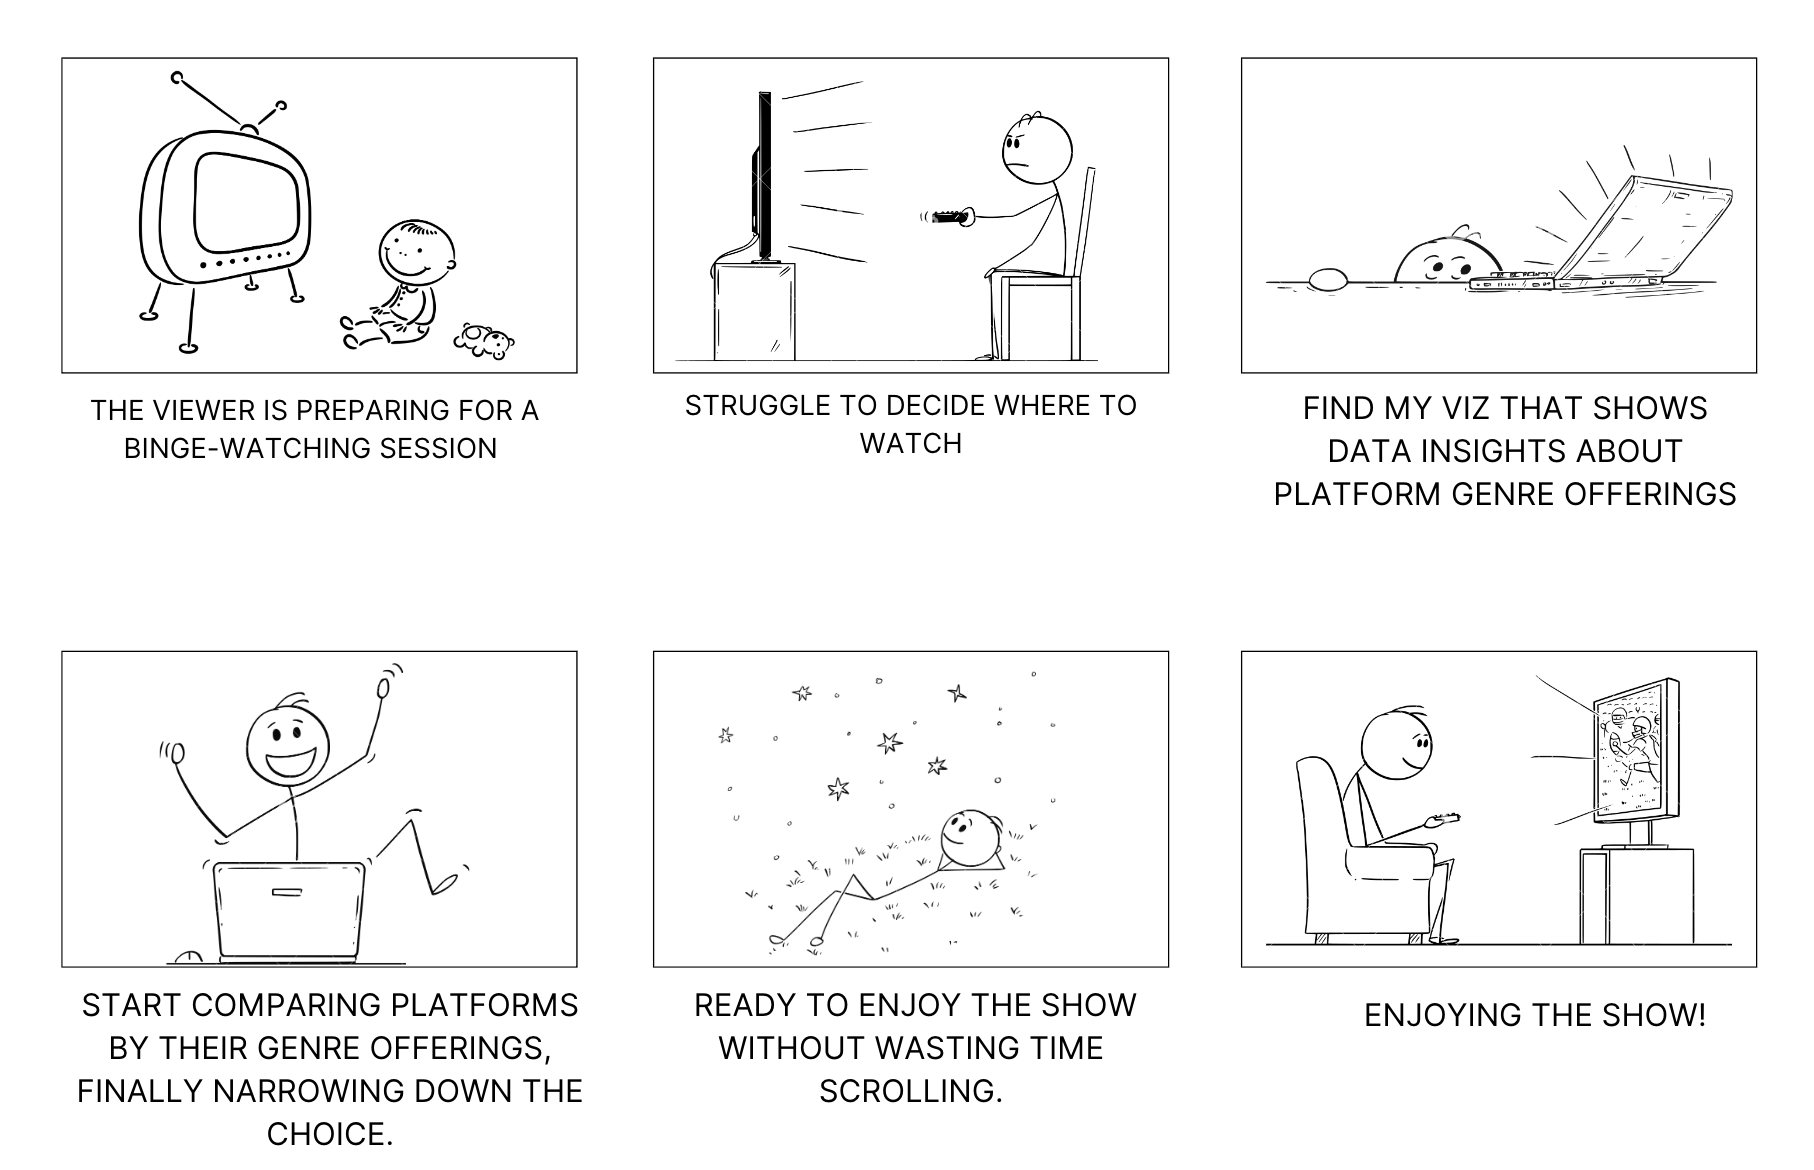 THE VIEWER IS PREPARING FOR A
BINGE-WATCHING SESSION
STRUGGLE TO DECIDE WHERE TO
WATCH
FIND MY VIZ THAT SHOWS
DATA INSIGHTS ABOUT
PLATFORM GENRE OFFERINGS
START COMPARING PLATFORMS
BY THEIR GENRE OFFERINGS,
FINALLY NARROWING DOWN THE
CHOICE.
READY TO ENJOY THE SHOW
WITHOUT WASTING TIME
SCROLLING.
ENJOYING THE SHOW!